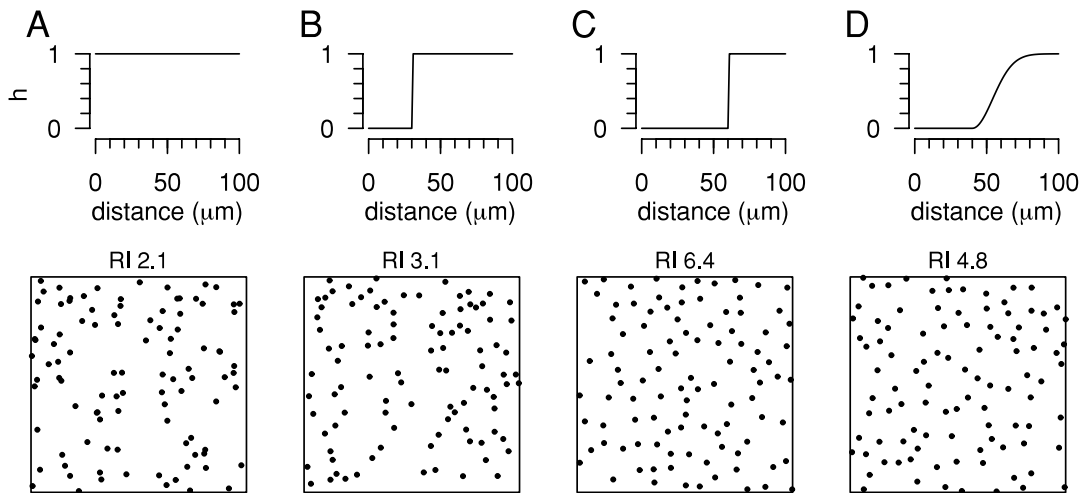 A B C D
h
1 1 1 1
0 0 0 0
0 50 100 0 50 100 0 50 100 0 50 100
distance (μm) distance (μm) distance (μm) distance (μm)
RI 2.1 RI 3.1 RI 6.4 RI 4.8